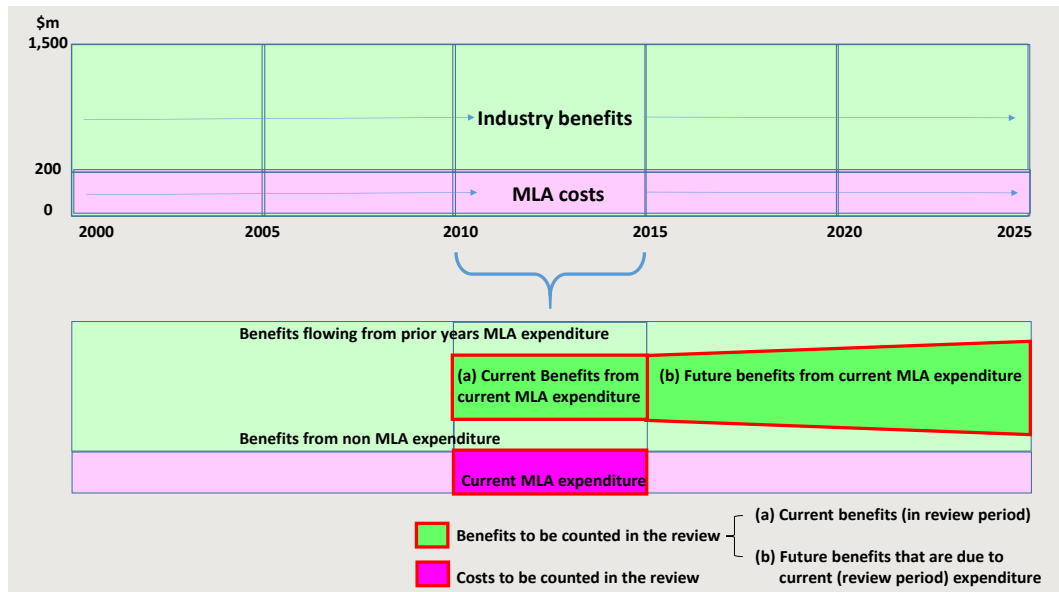 $m
1,500
Industry benefits
200
MLA costs
0
2000 2005 2010 2015 2020 2025
Benefits flowing from prior years MLA expenditure
(a) Current Benefits from
current MLA expenditure
(b) Future benefits from current MLA expenditure
Benefits from non MLA expenditure
Current MLA expenditure
Benefits to be counted in the review
(a) Current benefits (in review period)
(b) Future benefits that are due to
current (review period) expenditure
Costs to be counted in the review